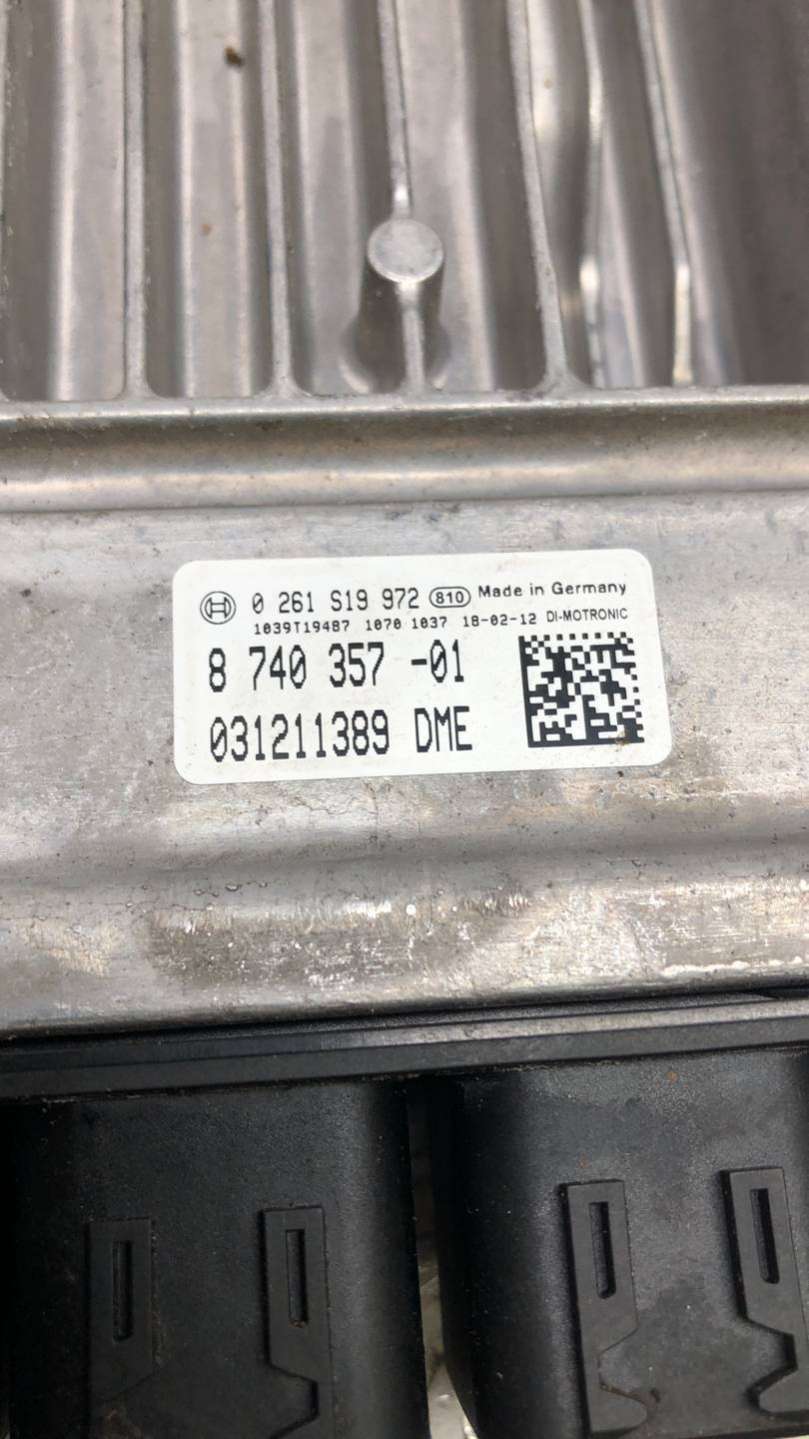 0 261 S19 972 810 Made in Germany
1039T19487 1070 1037 18-02-12 DI-MOTRONIC
8 740 357 -01
031211389 DME